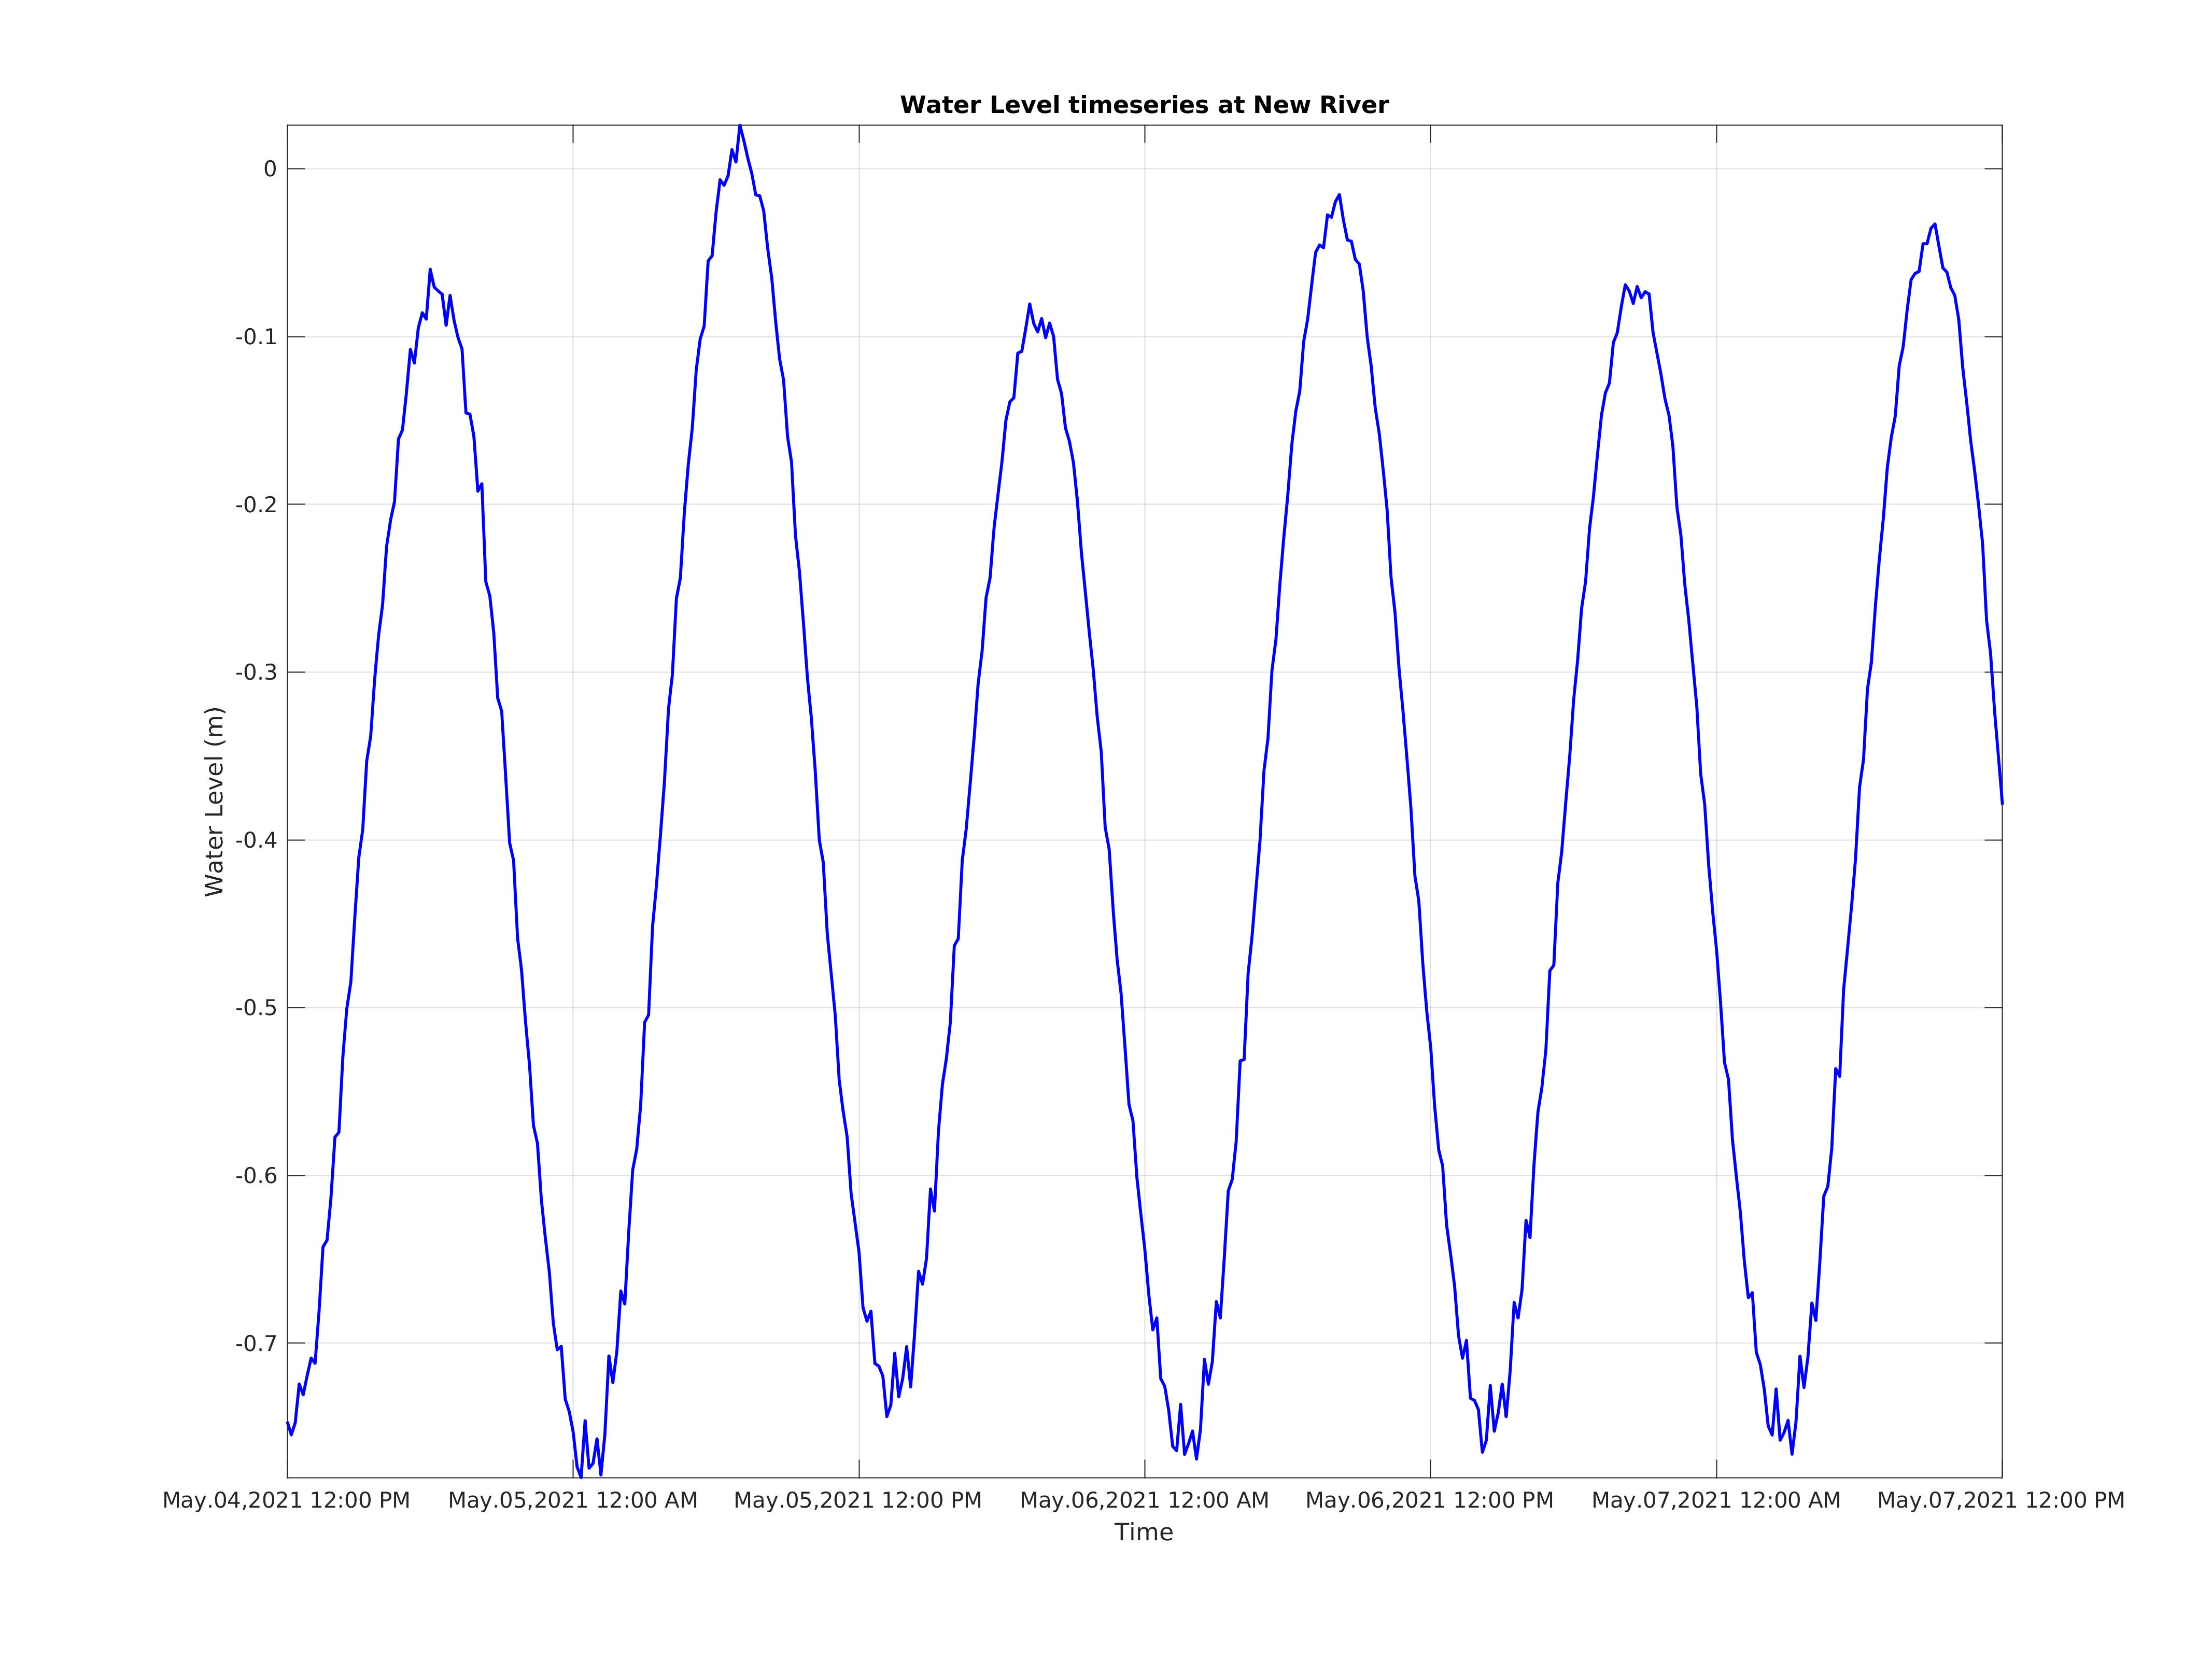 Water Level timeseries at New River
0
-0.1
-0.2
-0.3
-0.4
-0.5
-0.6
-0.7
Water Level (m)
May.04,2021 12:00 PM May.05,2021 12:00 AM May.05,2021 12:00 PM May.06,2021 12:00 AM May.06,2021 12:00 PM May.07,2021 12:00 AM May.07,2021 12:00 PM
Time